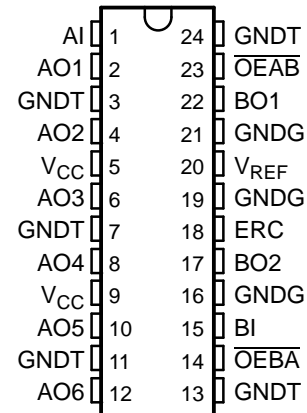 AI 1 24 GNDT
AO1 2 23 O̅E̅A̅B̅
GNDT 3 22 BO1
AO2 4 21 GNDG
VCC 5 20 VREF
AO3 6 19 GNDG
GNDT 7 18 ERC
AO4 8 17 BO2
VCC 9 16 GNDG
AO5 10 15 BI
GNDT 11 14 O̅E̅B̅A̅
AO6 12 13 GNDT